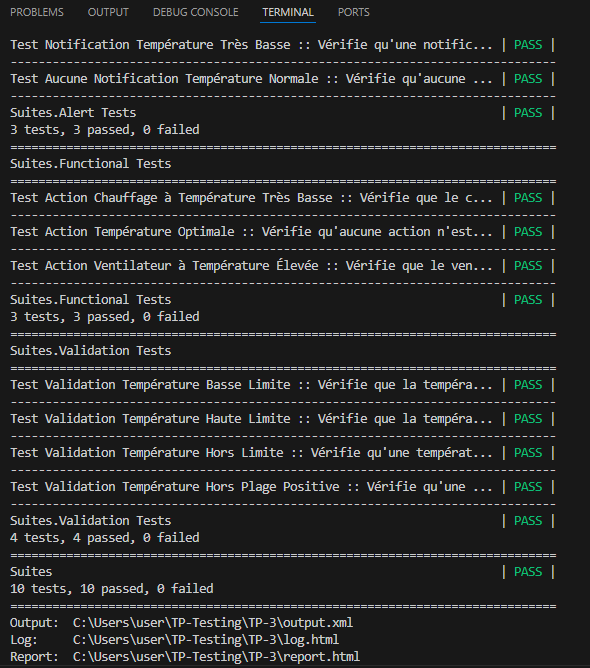 PROBLEMS OUTPUT DEBUG CONSOLE TERMINAL PORTS
Test Notification Température Très Basse :: Vérifie qu'une notific... | PASS |
------------------------------------------------------------------------------
Test Aucune Notification Température Normale :: Vérifie qu'aucune ... | PASS |
------------------------------------------------------------------------------
Suites.Alert Tests | PASS |
3 tests, 3 passed, 0 failed
==============================================================================
Suites.Functional Tests
==============================================================================
Test Action Chauffage à Température Très Basse :: Vérifie que le c... | PASS |
------------------------------------------------------------------------------
Test Action Température Optimale :: Vérifie qu'aucune action n'est... | PASS |
------------------------------------------------------------------------------
Test Action Ventilateur à Température Élevée :: Vérifie que le ven... | PASS |
------------------------------------------------------------------------------
Suites.Functional Tests | PASS |
3 tests, 3 passed, 0 failed
==============================================================================
Suites.Validation Tests
==============================================================================
Test Validation Température Basse Limite :: Vérifie que la tempéra... | PASS |
------------------------------------------------------------------------------
Test Validation Température Haute Limite :: Vérifie que la tempéra... | PASS |
------------------------------------------------------------------------------
Test Validation Température Hors Limite :: Vérifie qu'une températ... | PASS |
------------------------------------------------------------------------------
Test Validation Température Hors Plage Positive :: Vérifie qu'une ... | PASS |
------------------------------------------------------------------------------
Suites.Validation Tests | PASS |
4 tests, 4 passed, 0 failed
==============================================================================
Suites | PASS |
10 tests, 10 passed, 0 failed
==============================================================================
Output: C:\Users\user\TP-Testing\TP-3\output.xml
Log: C:\Users\user\TP-Testing\TP-3\log.html
Report: C:\Users\user\TP-Testing\TP-3\report.html